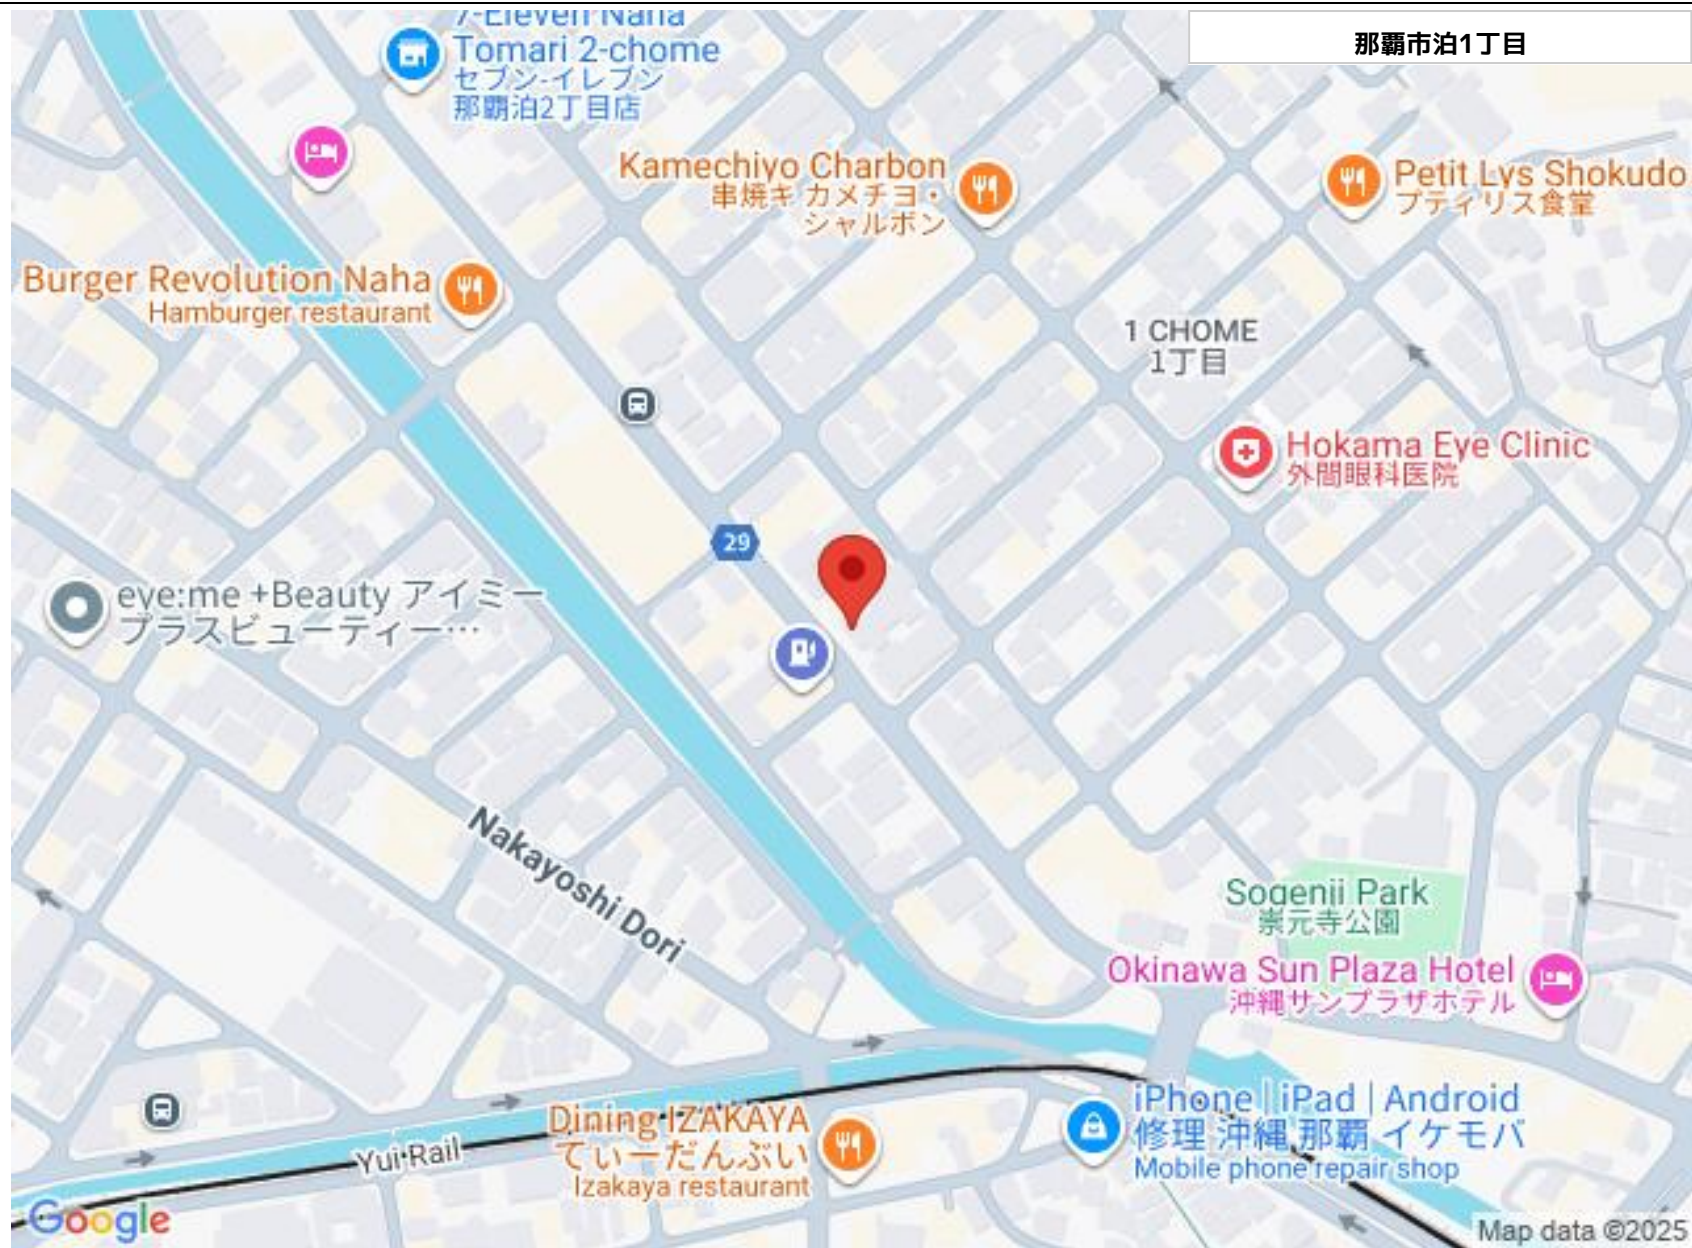 7-Eleven Naha
Tomari 2-chome
セブン-イレブン
那覇泊2丁目店
那覇市泊1丁目
Kamechiyo Charbon
串焼キ カメチヨ・
シャルボン
Petit Lys Shokudo
プティリス食堂
Burger Revolution Naha
Hamburger restaurant
1 CHOME
1丁目
Hokama Eye Clinic
外間眼科医院
29
eye:me +Beauty アイミー
プラスビューティー…
Nakayoshi Dori
Sogenji Park
崇元寺公園
Okinawa Sun Plaza Hotel
沖縄サンプラザホテル
Dining IZAKAYA
てぃーだんぶい
Izakaya restaurant
iPhone | iPad | Android
修理 沖縄 那覇 イケモバ
Mobile phone repair shop
Yui Rail
Google
Map data ©2025